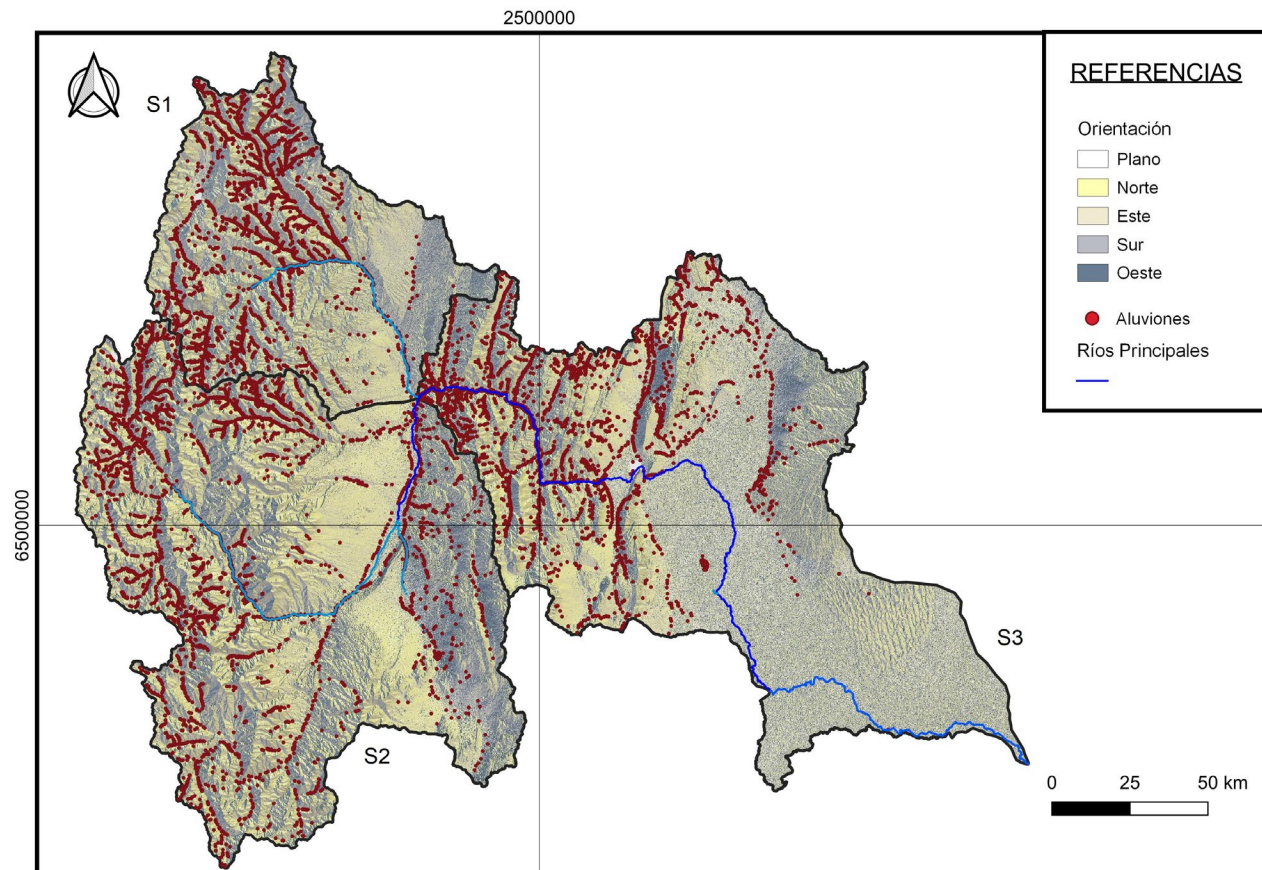 2500000
6500000
S1
S2
S3
REFERENCIAS
Orientación
Plano
Norte
Este
Sur
Oeste
Aluviones
Ríos Principales
0 25 50 km